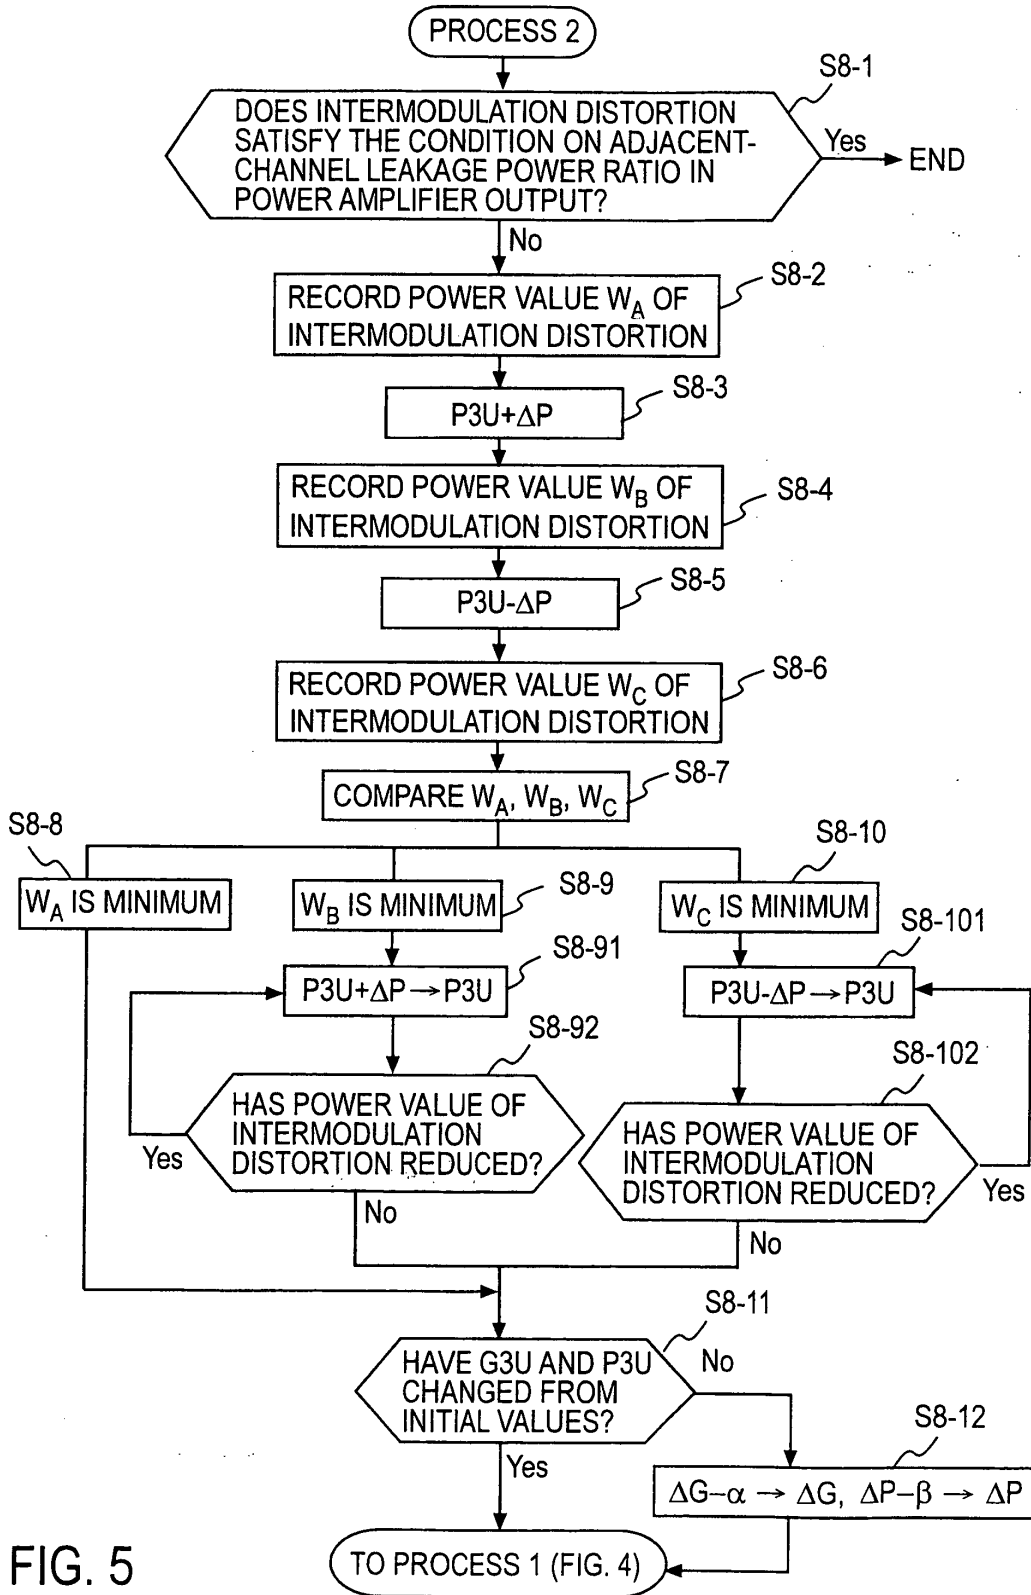 PROCESS 2
S8-1
DOES INTERMODULATION DISTORTION
SATISFY THE CONDITION ON ADJACENT-
CHANNEL LEAKAGE POWER RATIO IN
POWER AMPLIFIER OUTPUT?
Yes
END
No
S8-2
RECORD POWER VALUE WA OF
INTERMODULATION DISTORTION
S8-3
P3U+ΔP
RECORD POWER VALUE WB OF
INTERMODULATION DISTORTION
S8-4
S8-5
P3U-ΔP
S8-6
RECORD POWER VALUE WC OF
INTERMODULATION DISTORTION
S8-7
COMPARE WA, WB, WC
S8-8
WA IS MINIMUM
S8-9
WB IS MINIMUM
S8-10
WC IS MINIMUM
S8-91
P3U+ΔP→P3U
S8-101
P3U-ΔP→P3U
S8-92
HAS POWER VALUE OF
INTERMODULATION
DISTORTION REDUCED?
Yes
No
S8-102
HAS POWER VALUE OF
INTERMODULATION
DISTORTION REDUCED?
Yes
No
S8-11
HAVE G3U AND P3U
CHANGED FROM
INITIAL VALUES?
No
Yes
S8-12
ΔG–α → ΔG, ΔP–β → ΔP
TO PROCESS 1 (FIG. 4)
FIG. 5